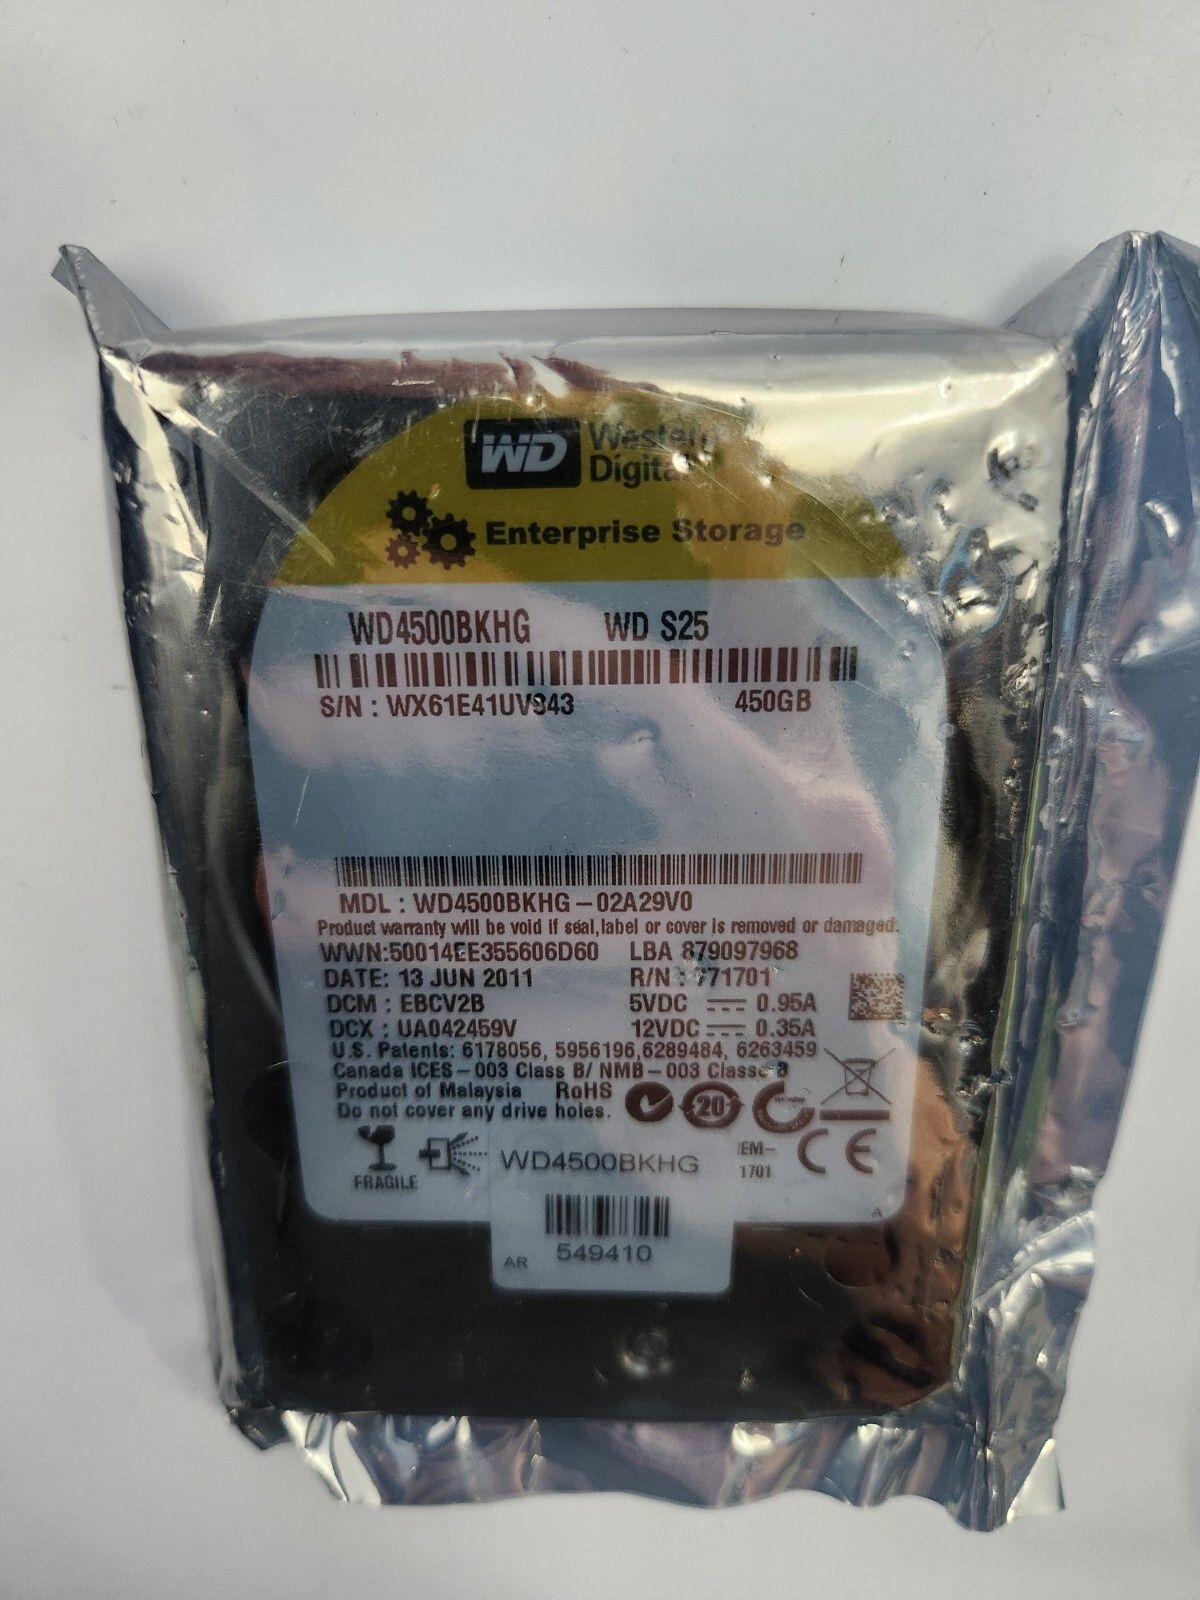 WD Western
Digital
Enterprise Storage
WD4500BKHG WD S25
S/N : WX61E41UV943 450GB
MDL : WD4500BKHG-02A29V0
Product warranty will be void if seal,label or cover is removed or damaged.
WWN:50014EE355606D60 LBA 879097968
DATE: 13 JUN 2011 R/N : 771701
DCM : EBCV2B 5VDC 0.95A
DCX : UA042459V 12VDC 0.35A
U.S. Patents: 6178056, 5956196,6289484, 6263459
Canada ICES-003 Class B/ NMB-003 Classe B
Product of Malaysia RoHS
Do not cover any drive holes.
20
FRAGILE
WD4500BKHG
1701
CE
AR 549410
A